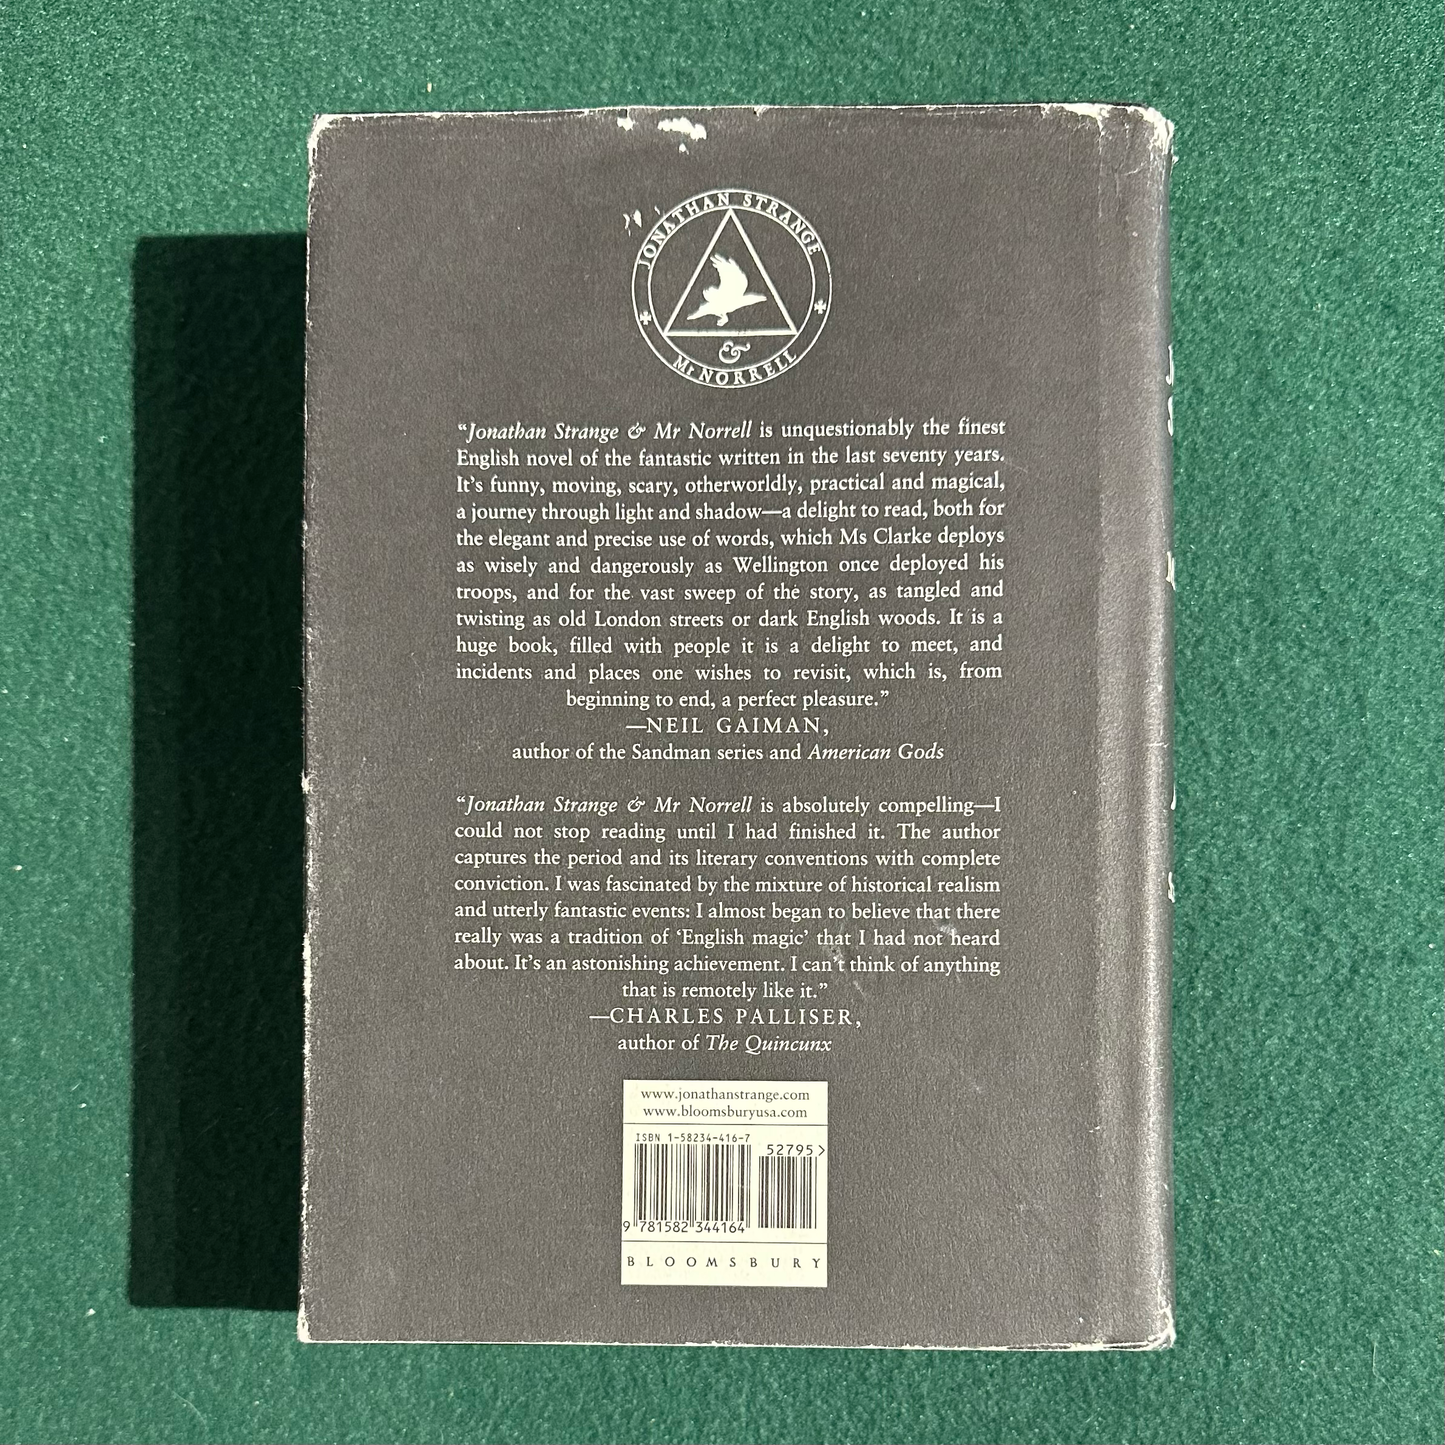 JONATHAN STRANGE
&
Mr NORRELL
“Jonathan Strange & Mr Norrell is unquestionably the finest
English novel of the fantastic written in the last seventy years.
It’s funny, moving, scary, otherworldly, practical and magical,
a journey through light and shadow—a delight to read, both for
the elegant and precise use of words, which Ms Clarke deploys
as wisely and dangerously as Wellington once deployed his
troops, and for the vast sweep of the story, as tangled and
twisting as old London streets or dark English woods. It is a
huge book, filled with people it is a delight to meet, and
incidents and places one wishes to revisit, which is, from
beginning to end, a perfect pleasure.”
—NEIL GAIMAN,
author of the Sandman series and American Gods
“Jonathan Strange & Mr Norrell is absolutely compelling—I
could not stop reading until I had finished it. The author
captures the period and its literary conventions with complete
conviction. I was fascinated by the mixture of historical realism
and utterly fantastic events: I almost began to believe that there
really was a tradition of ‘English magic’ that I had not heard
about. It’s an astonishing achievement. I can’t think of anything
that is remotely like it.”
—CHARLES PALLISER,
author of The Quincunx
www.jonathanstrange.com
www.bloomsburyusa.com
ISBN 1-58234-416-7
52795>
9 781582 344164
BLOOMSBURY